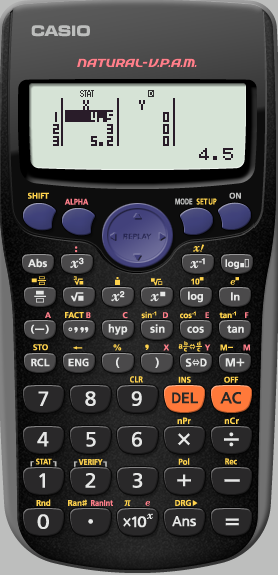 CASIO
NATURAL-V.P.A.M.
STAT D
X Y
1 4.5 0
2 3 0
3 5.2 0
4.5
SHIFT ALPHA MODE SETUP ON
REPLAY
: x!
Abs x³ x⁻¹ log
³√ 10 e
√ x² log ln
A FACT B C sin⁻¹ D cos⁻¹ E tan⁻¹ F
(−) °,,, hyp sin cos tan
STO ← % , X Y M− M
RCL ENG ( ) S⇔D M+
CLR INS OFF
7 8 9 DEL AC
nPr nCr
4 5 6 × ÷
STAT VERIFY Pol Rec
1 2 3 + −
Rnd Ran# RanInt π e DRG▶
0 • ×10ˣ Ans =